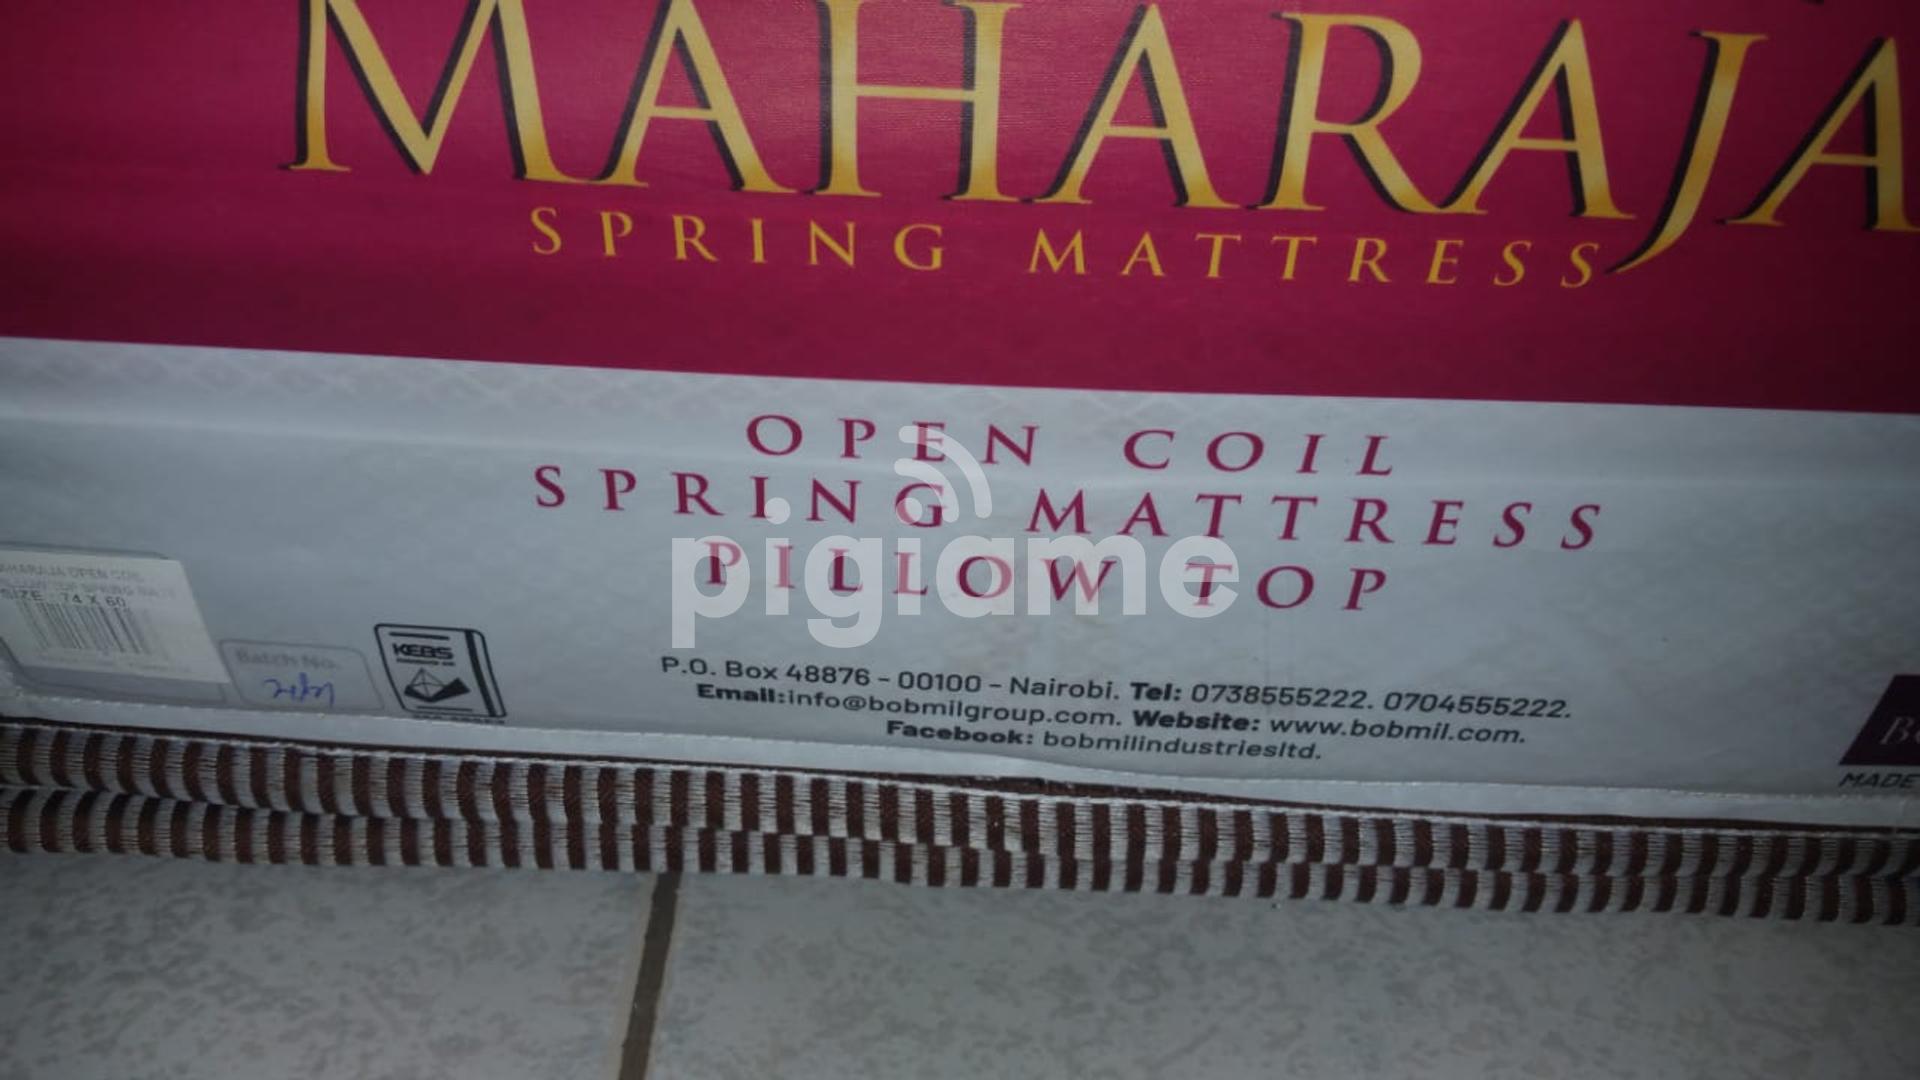 MAHARAJA
SPRING MATTRESS
OPEN COIL
SPRING MATTRESS
PILLOW TOP
pigiame
SIZE : 74 X 60
Batch No.
KEBS
P.O. Box 48876 - 00100 - Nairobi. Tel: 0738555222. 0704555222.
Email:info@bobmilgroup.com. Website: www.bobmil.com.
Facebook: bobmilindustriesltd.
MADE